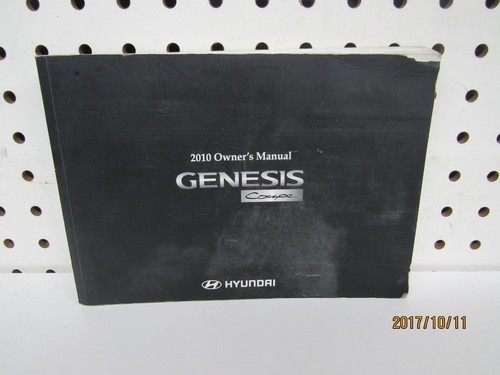 2010 Owner's Manual
GENESIS
Coupe
HYUNDAI
2017/10/11